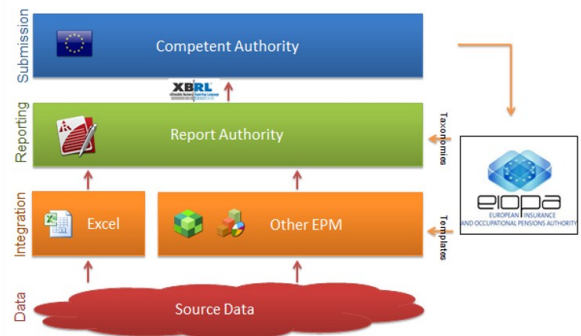 Submission
Competent Authority
XBRL
Reporting
Report Authority
Taxonomies
Integration
Excel
Other EPM
Templates
eiopa
EUROPEAN INSURANCE
AND OCCUPATIONAL PENSIONS AUTHORITY
Data
Source Data